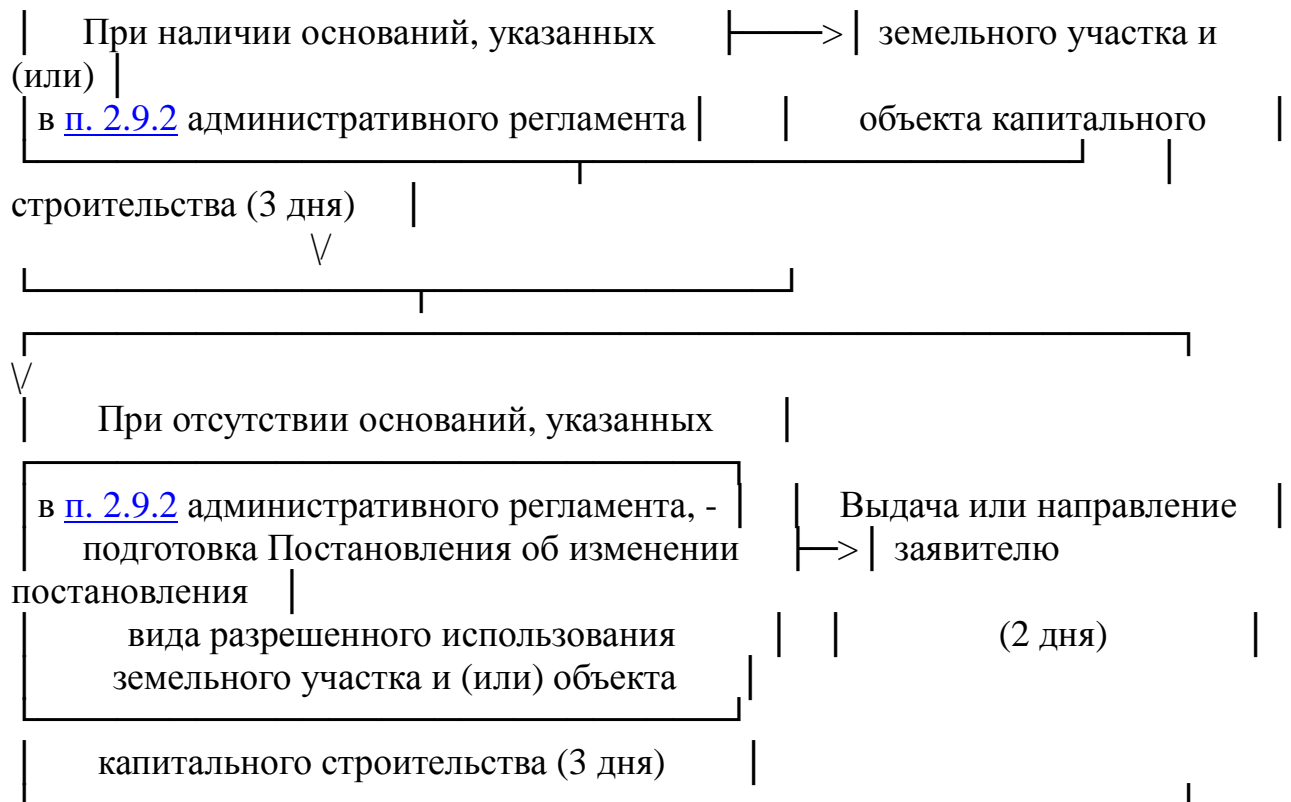 При наличии оснований, указанных ├──> │ земельного участка и
(или) │
│ в п. 2.9.2 административного регламента │ │ объекта капитального │
строительства (3 дня) │
\/
\/
│ При отсутствии оснований, указанных │
│ в п. 2.9.2 административного регламента, - │ │ Выдача или направление │
│ подготовка Постановления об изменении ├─> │ заявителю
постановления │
│ вида разрешенного использования │ │ (2 дня) │
│ земельного участка и (или) объекта │
│ капитального строительства (3 дня) │